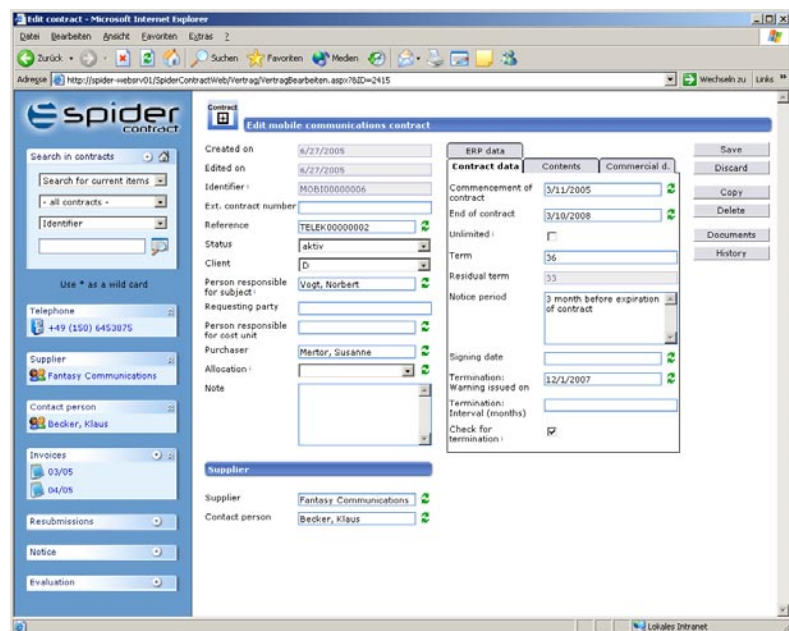 Edit contract - Microsoft Internet Explorer
Datei Bearbeiten Ansicht Favoriten Extras ?
Zurück Suchen Favoriten Medien
Adresse http://spider-websrv01/SpiderContractWeb/Vertrag/VertragBearbeiten.aspx?BID=2415 Wechseln zu Links »
spider
contract
Contract
Edit mobile communications contract
Search in contracts
Search for current items
- all contracts -
Identifier
Use * as a wild card
Telephone
+49 (150) 6453875
Supplier
Fantasy Communications
Contact person
Becker, Klaus
Invoices
03/05
04/05
Resubmissions
Notice
Evaluation
Created on 6/27/2005
Edited on 6/27/2005
Identifier MOBI00000006
Ext. contract number
Reference TELEK00000002
Status aktiv
Client D
Person responsible
for subject Vogt, Norbert
Requesting party
Person responsible
for cost unit
Purchaser Mertor, Susanne
Allocation
Note
Supplier
Supplier Fantasy Communications
Contact person Becker, Klaus
ERP data
Contract data Contents Commercial d.
Commencement of
contract 3/11/2005
End of contract 3/10/2008
Unlimited
Term 36
Residual term 33
Notice period 3 month before expiration
of contract
Signing date
Termination:
Warning issued on 12/1/2007
Termination:
Interval (months)
Check for
termination
Save
Discard
Copy
Delete
Documents
History
Lokales Intranet